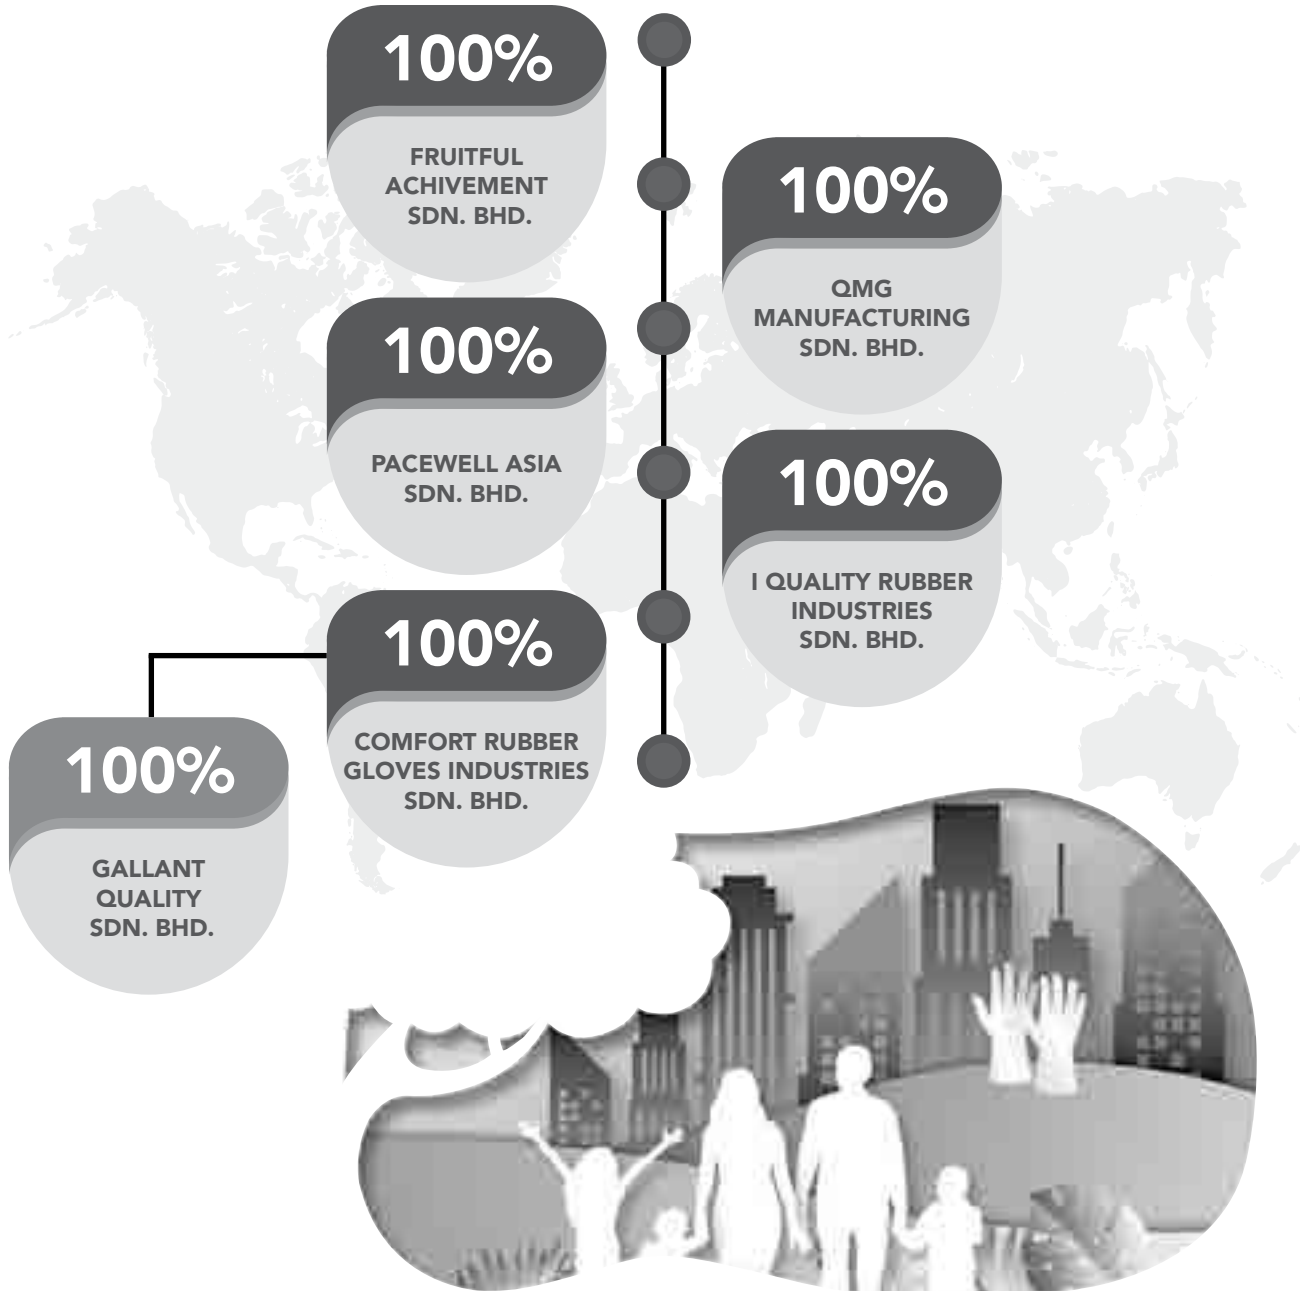 100%
FRUITFUL
ACHIVEMENT
SDN. BHD.
100%
QMG
MANUFACTURING
SDN. BHD.
100%
PACEWELL ASIA
SDN. BHD.
100%
I QUALITY RUBBER
INDUSTRIES
SDN. BHD.
100%
COMFORT RUBBER
GLOVES INDUSTRIES
SDN. BHD.
100%
GALLANT
QUALITY
SDN. BHD.